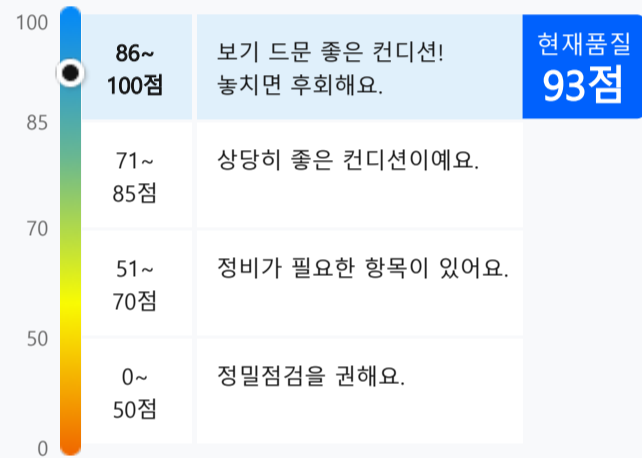 100
86~
100점
보기 드문 좋은 컨디션!
놓치면 후회해요.
현재품질
93점
85
71~
85점
상당히 좋은 컨디션이예요.
70
51~
70점
정비가 필요한 항목이 있어요.
50
0~
50점
정밀점검을 권해요.
0